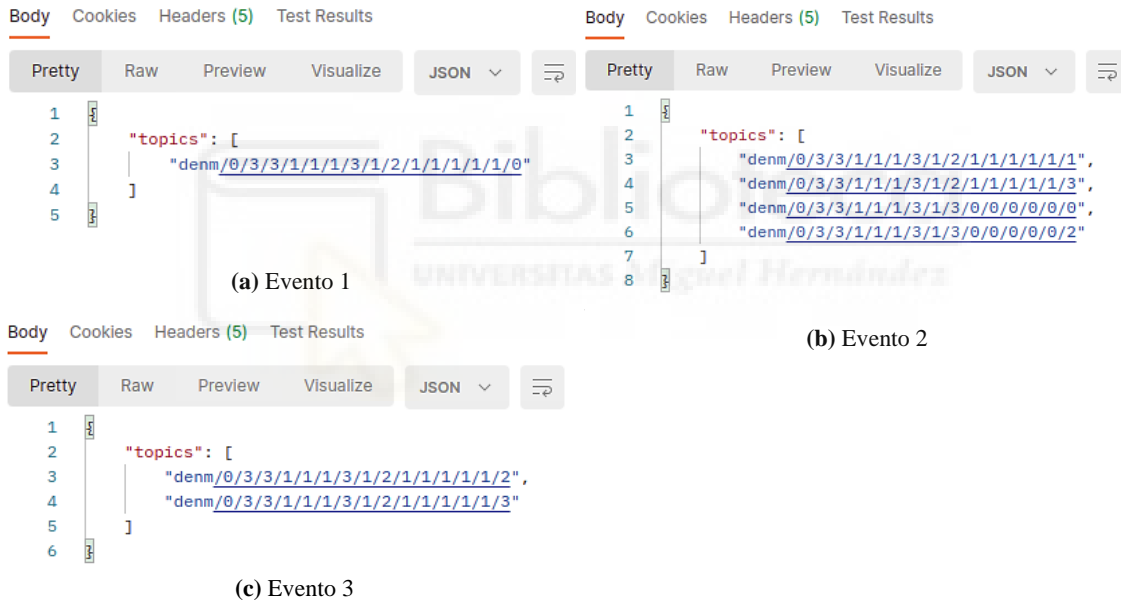 Body Cookies Headers (5) Test Results
Pretty Raw Preview Visualize JSON
1 {
2 "topics": [
3 "denm/0/3/3/1/1/1/3/1/2/1/1/1/1/1/0"
4 ]
5 }
(a) Evento 1
Body Cookies Headers (5) Test Results
Pretty Raw Preview Visualize JSON
1 {
2 "topics": [
3 "denm/0/3/3/1/1/1/3/1/2/1/1/1/1/1/1",
4 "denm/0/3/3/1/1/1/3/1/2/1/1/1/1/1/3",
5 "denm/0/3/3/1/1/1/3/1/3/0/0/0/0/0/0",
6 "denm/0/3/3/1/1/1/3/1/3/0/0/0/0/0/2"
7 ]
8 }
(b) Evento 2
Body Cookies Headers (5) Test Results
Pretty Raw Preview Visualize JSON
1 {
2 "topics": [
3 "denm/0/3/3/1/1/1/3/1/2/1/1/1/1/1/2",
4 "denm/0/3/3/1/1/1/3/1/2/1/1/1/1/1/3"
5 ]
6 }
(c) Evento 3
Biblioteca
UNIVERSITAS Miguel Hernández